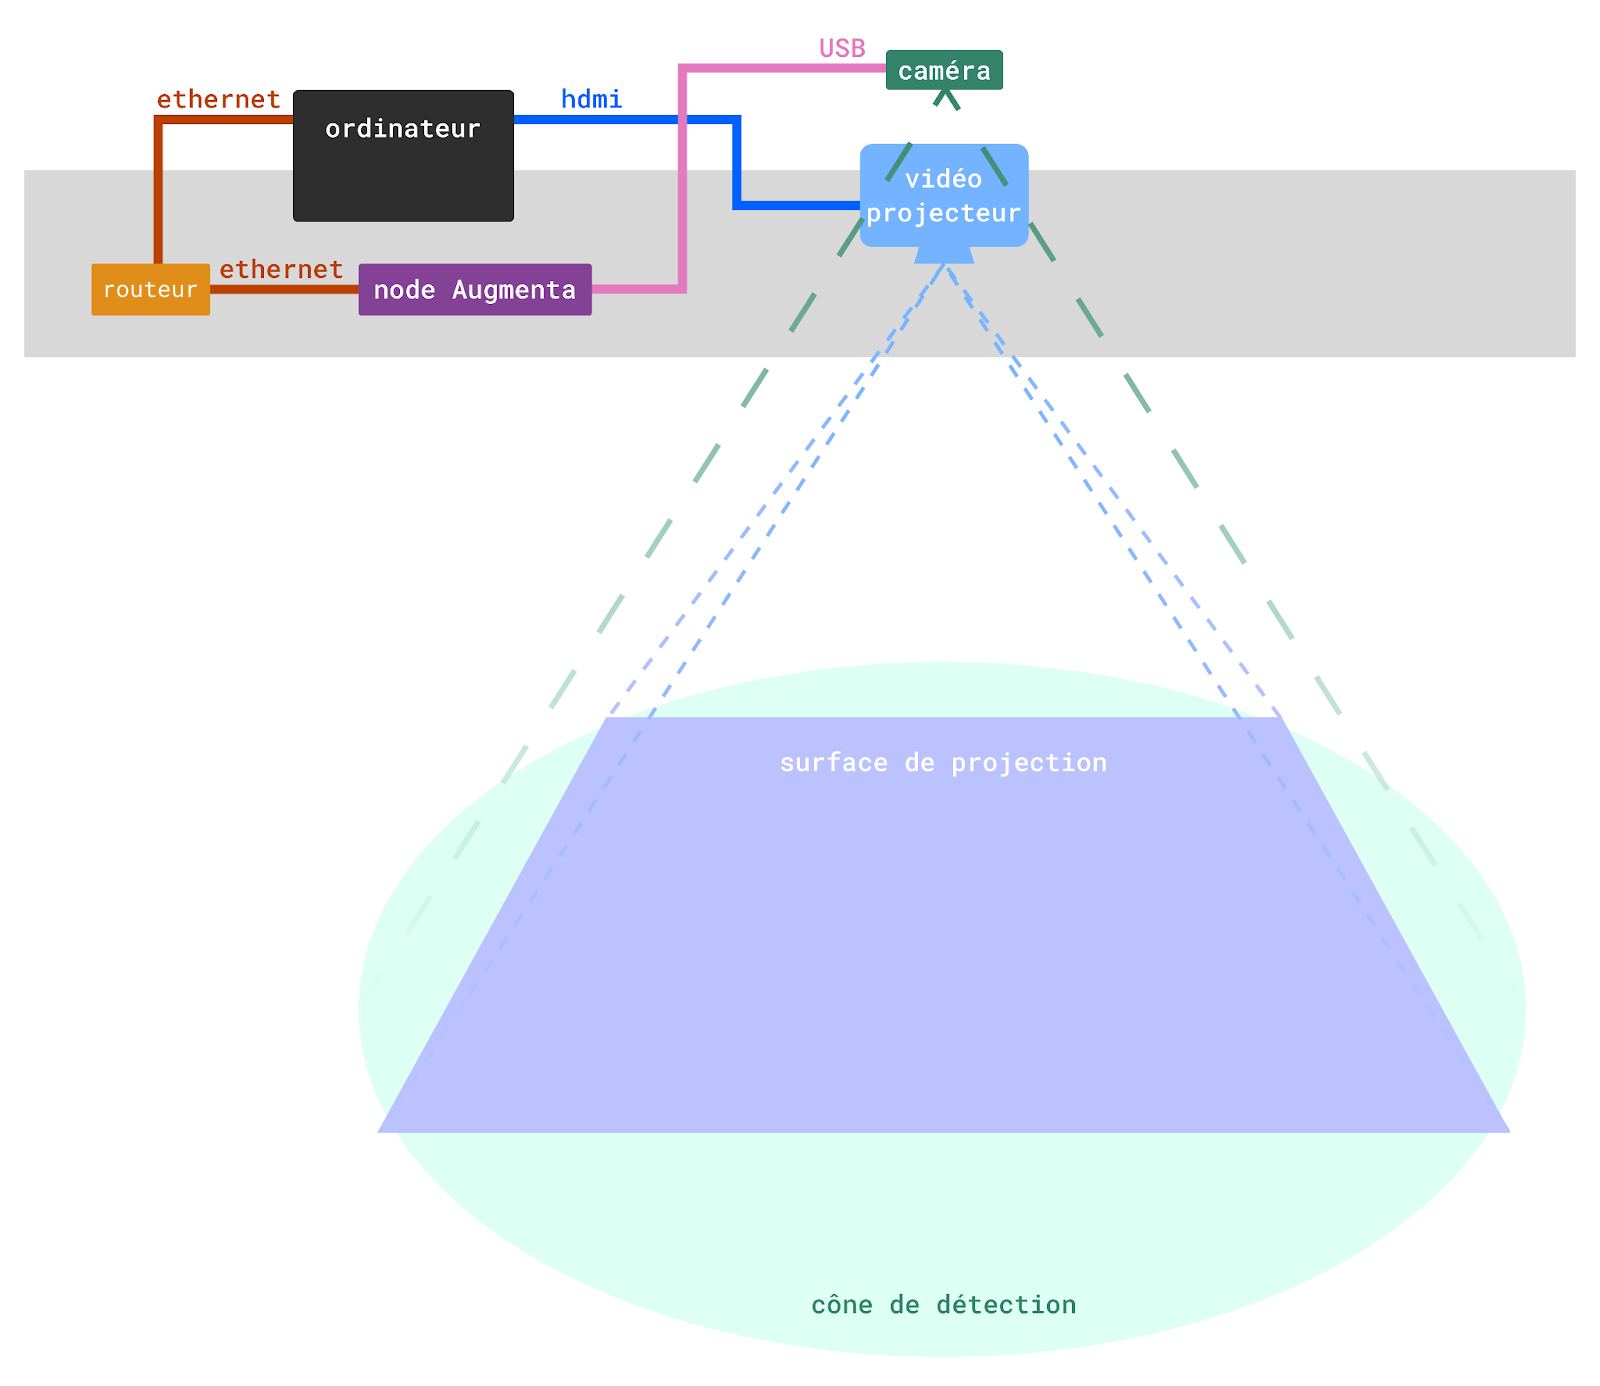 USB
caméra
ethernet
hdmi
ordinateur
vidéo
projecteur
ethernet
routeur
node Augmenta
surface de projection
cône de détection